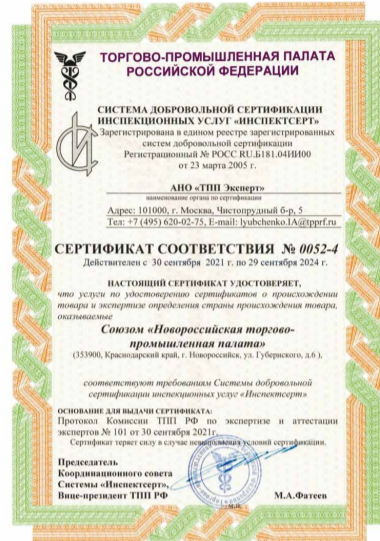 ТОРГОВО-ПРОМЫШЛЕННАЯ ПАЛАТА
РОССИЙСКОЙ ФЕДЕРАЦИИ
СИСТЕМА ДОБРОВОЛЬНОЙ СЕРТИФИКАЦИИ
ИНСПЕКЦИОННЫХ УСЛУГ «ИНСПЕКТСЕРТ»
Зарегистрирована в едином реестре зарегистрированных
систем добровольной сертификации
Регистрационный № РОСС RU.Б181.04ИИ00
от 23 марта 2005 г.
АНО «ТПП Эксперт»
наименование органа по сертификации
Адрес: 101000, г. Москва, Чистопрудный б-р, 5
Тел: +7 (495) 620-02-75, E-mail: lyubchenko.IA@tpprf.ru
СЕРТИФИКАТ СООТВЕТСТВИЯ № 0052-4
Действителен с 30 сентября 2021 г. по 29 сентября 2024 г.
НАСТОЯЩИЙ СЕРТИФИКАТ УДОСТОВЕРЯЕТ,
что услуги по удостоверению сертификатов о происхождении
товара и экспертизе определения страны происхождения товара,
оказываемые
Союзом «Новороссийская торгово-
промышленная палата»
(353900, Краснодарский край, г. Новороссийск, ул. Губернского, д.6 ),
соответствуют требованиям Системы добровольной
сертификации инспекционных услуг «Инспектсерт»
ОСНОВАНИЕ ДЛЯ ВЫДАЧИ СЕРТИФИКАТА:
Протокол Комиссии ТПП РФ по экспертизе и аттестации
экспертов № 101 от 30 сентября 2021г.
Сертификат теряет силу в случае невыполнения условий сертификации.
Председатель
Координационного совета
Системы «Инспектсерт»,
Вице-президент ТПП РФ
М.А.Фатеев
М.П.